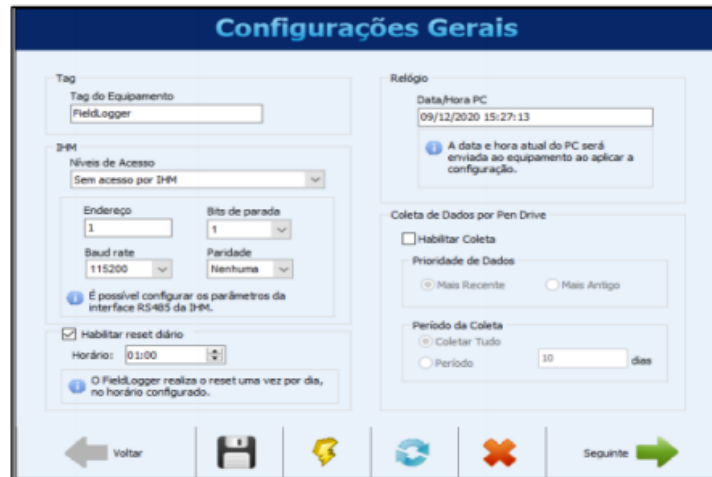 Configurações Gerais
Tag
Tag do Equipamento
FieldLogger
IHM
Níveis de Acesso
Sem acesso por IHM
Endereço
Bits de parada
1
1
Baud rate
Paridade
115200
Nenhuma
É possível configurar os parâmetros da
interface RS485 da IHM.
Habilitar reset diário
Horário: 01:00
O FieldLogger realiza o reset uma vez por dia,
no horário configurado.
Relógio
Data/Hora PC
09/12/2020 15:27:13
A data e hora atual do PC será
enviada ao equipamento ao aplicar a
configuração.
Coleta de Dados por Pen Drive
Habilitar Coleta
Prioridade de Dados
Mais Recente
Mais Antigo
Período da Coleta
Coletar Tudo
Período
10
dias
Voltar
Seguinte